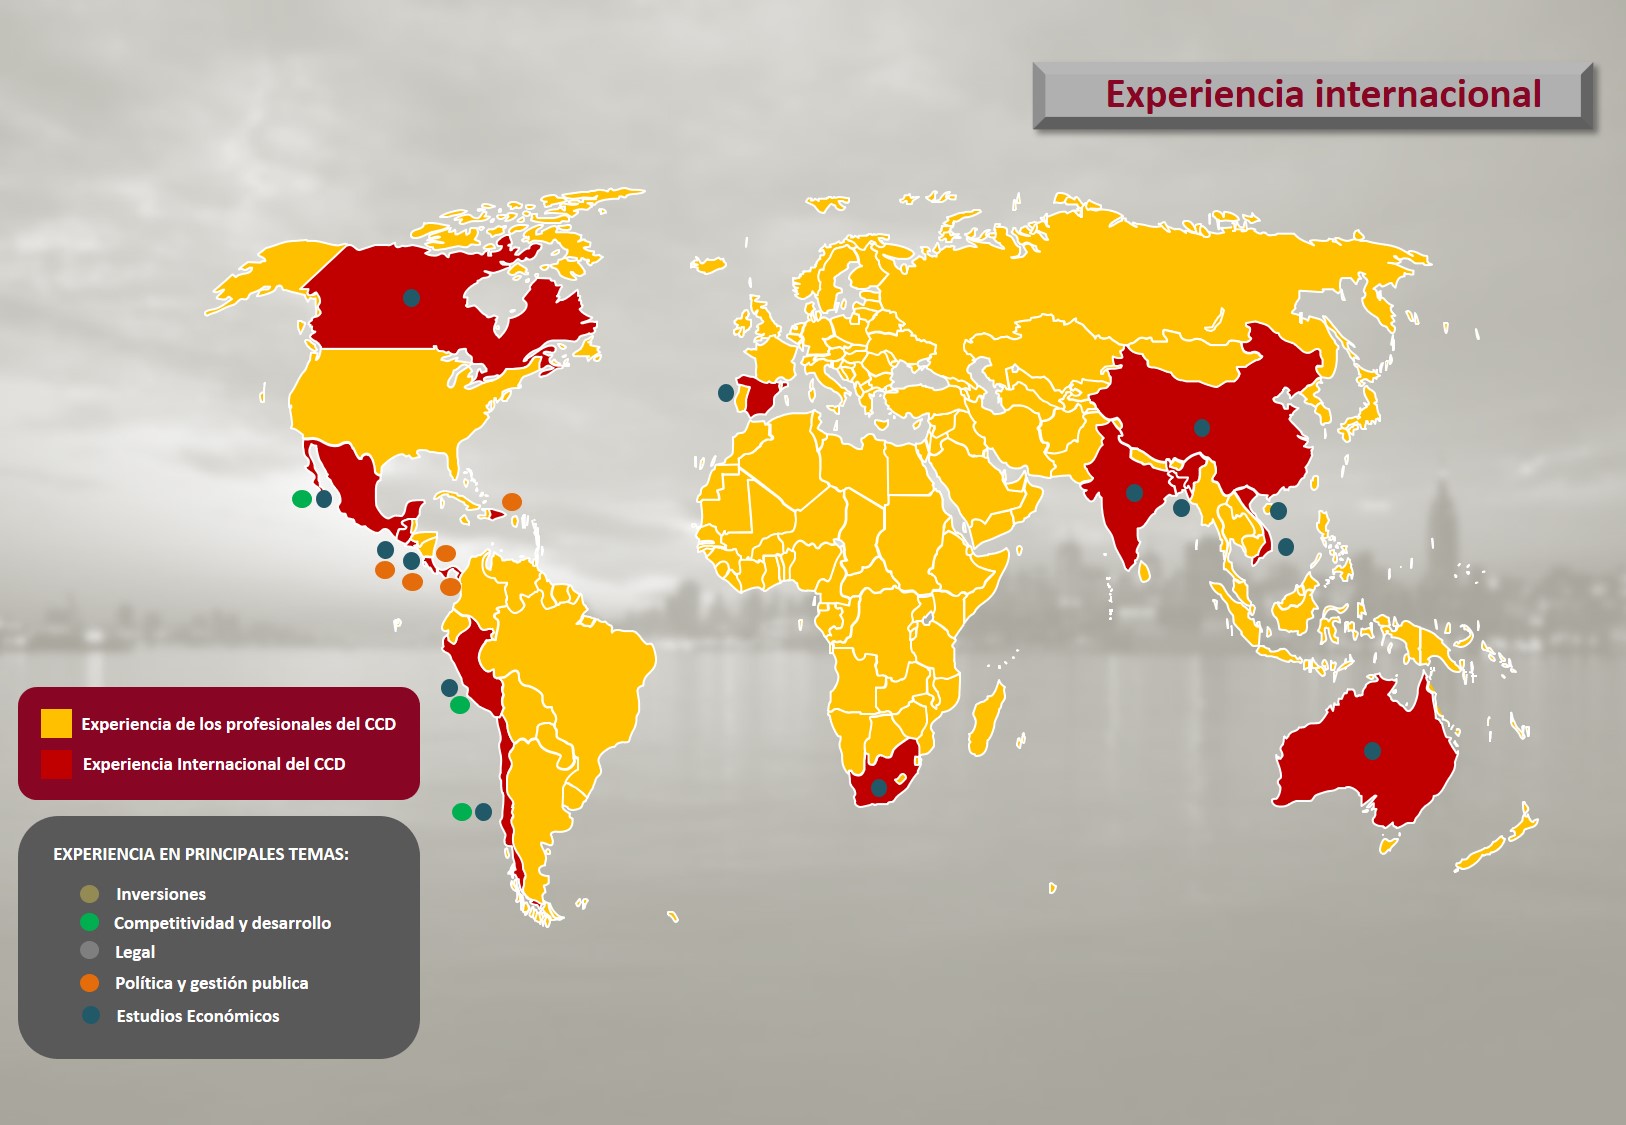 Experiencia internacional
Experiencia de los profesionales del CCD
Experiencia Internacional del CCD
EXPERIENCIA EN PRINCIPALES TEMAS:
Inversiones
Competitividad y desarrollo
Legal
Política y gestión publica
Estudios Económicos